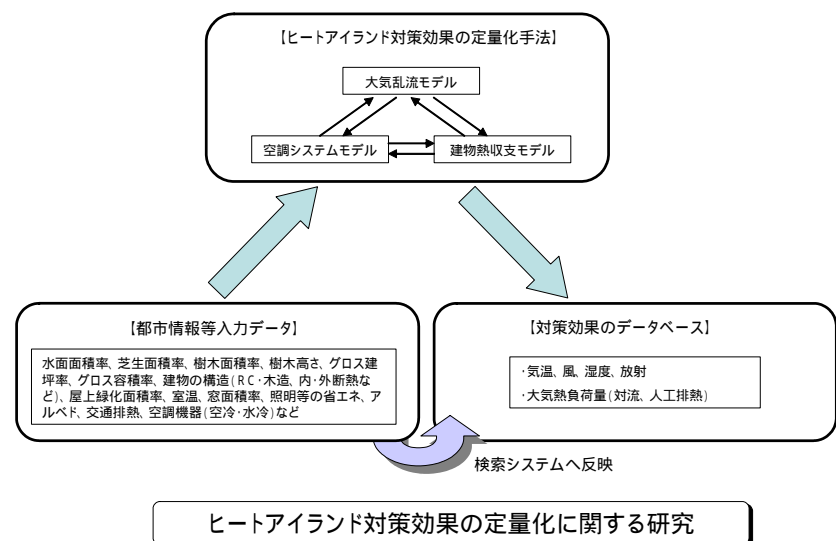 【ヒートアイランド対策効果の定量化手法】
大気乱流モデル
空調システムモデル
建物熱収支モデル
【都市情報等入力データ】
水面面積率、芝生面積率、樹木面積率、樹木高さ、グロス建
坪率、グロス容積率、建物の構造(RC・木造、内・外断熱な
ど)、屋上緑化面積率、室温、窓面積率、照明等の省エネ、ア
ルベド、交通排熱、空調機器(空冷・水冷)など
【対策効果のデータベース】
・気温、風、湿度、放射
・大気熱負荷量(対流、人工排熱)
検索システムへ反映
ヒートアイランド対策効果の定量化に関する研究